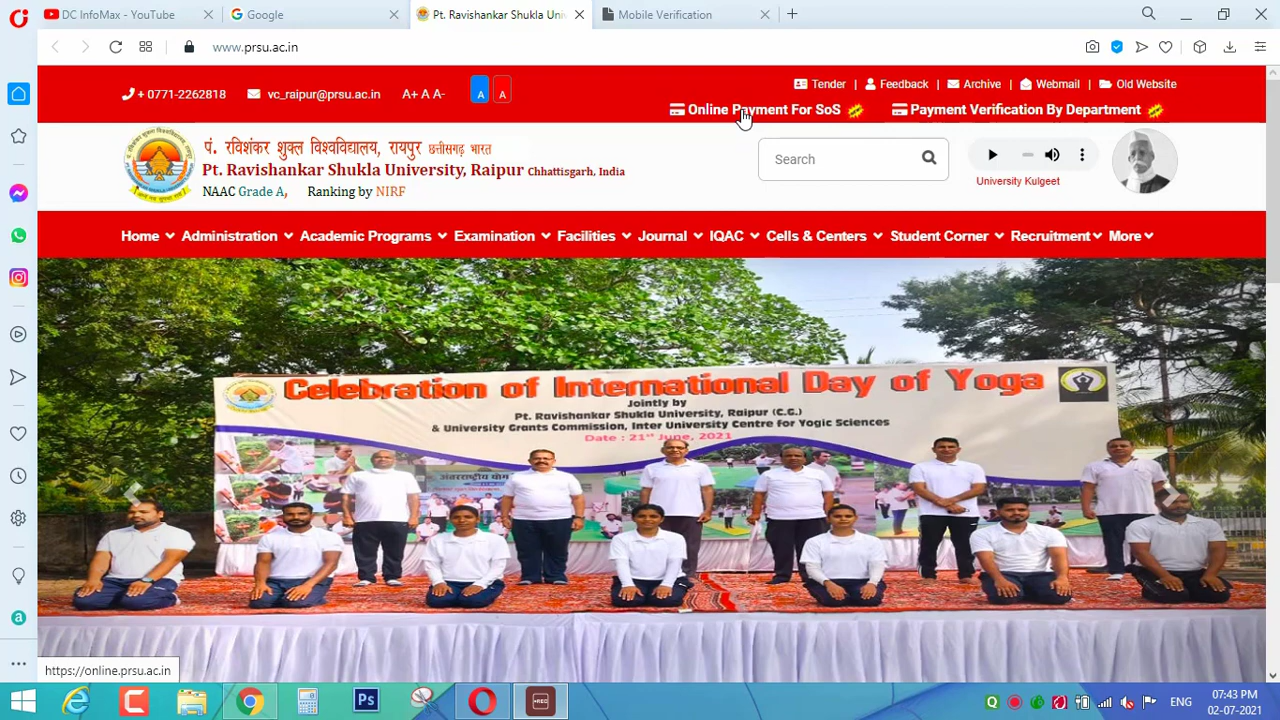 DC InfoMax - YouTube
Google
Pt. Ravishankar Shukla Uni
Mobile Verification
www.prsu.ac.in
+ 0771-2262818
vc_raipur@prsu.ac.in
A+ A A-
A
A
Tender | Feedback | Archive | Webmail | Old Website
Online Payment For SoS
Payment Verification By Department
पं. रविशंकर शुक्ल विश्वविद्यालय, रायपुर छत्तीसगढ़ भारत
Pt. Ravishankar Shukla University, Raipur Chhattisgarh, India
NAAC Grade A, Ranking by NIRF
Search
University Kulgeet
Home
Administration
Academic Programs
Examination
Facilities
Journal
IQAC
Cells & Centers
Student Corner
Recruitment
More
Celebration of International Day of Yoga
Jointly by
Pt. Ravishankar Shukla University, Raipur (C.G.)
& University Grants Commission, Inter University Centre for Yogic Sciences
Date : 21st June, 2021
https://online.prsu.ac.in
Ps
ENG
07:43 PM
02-07-2021